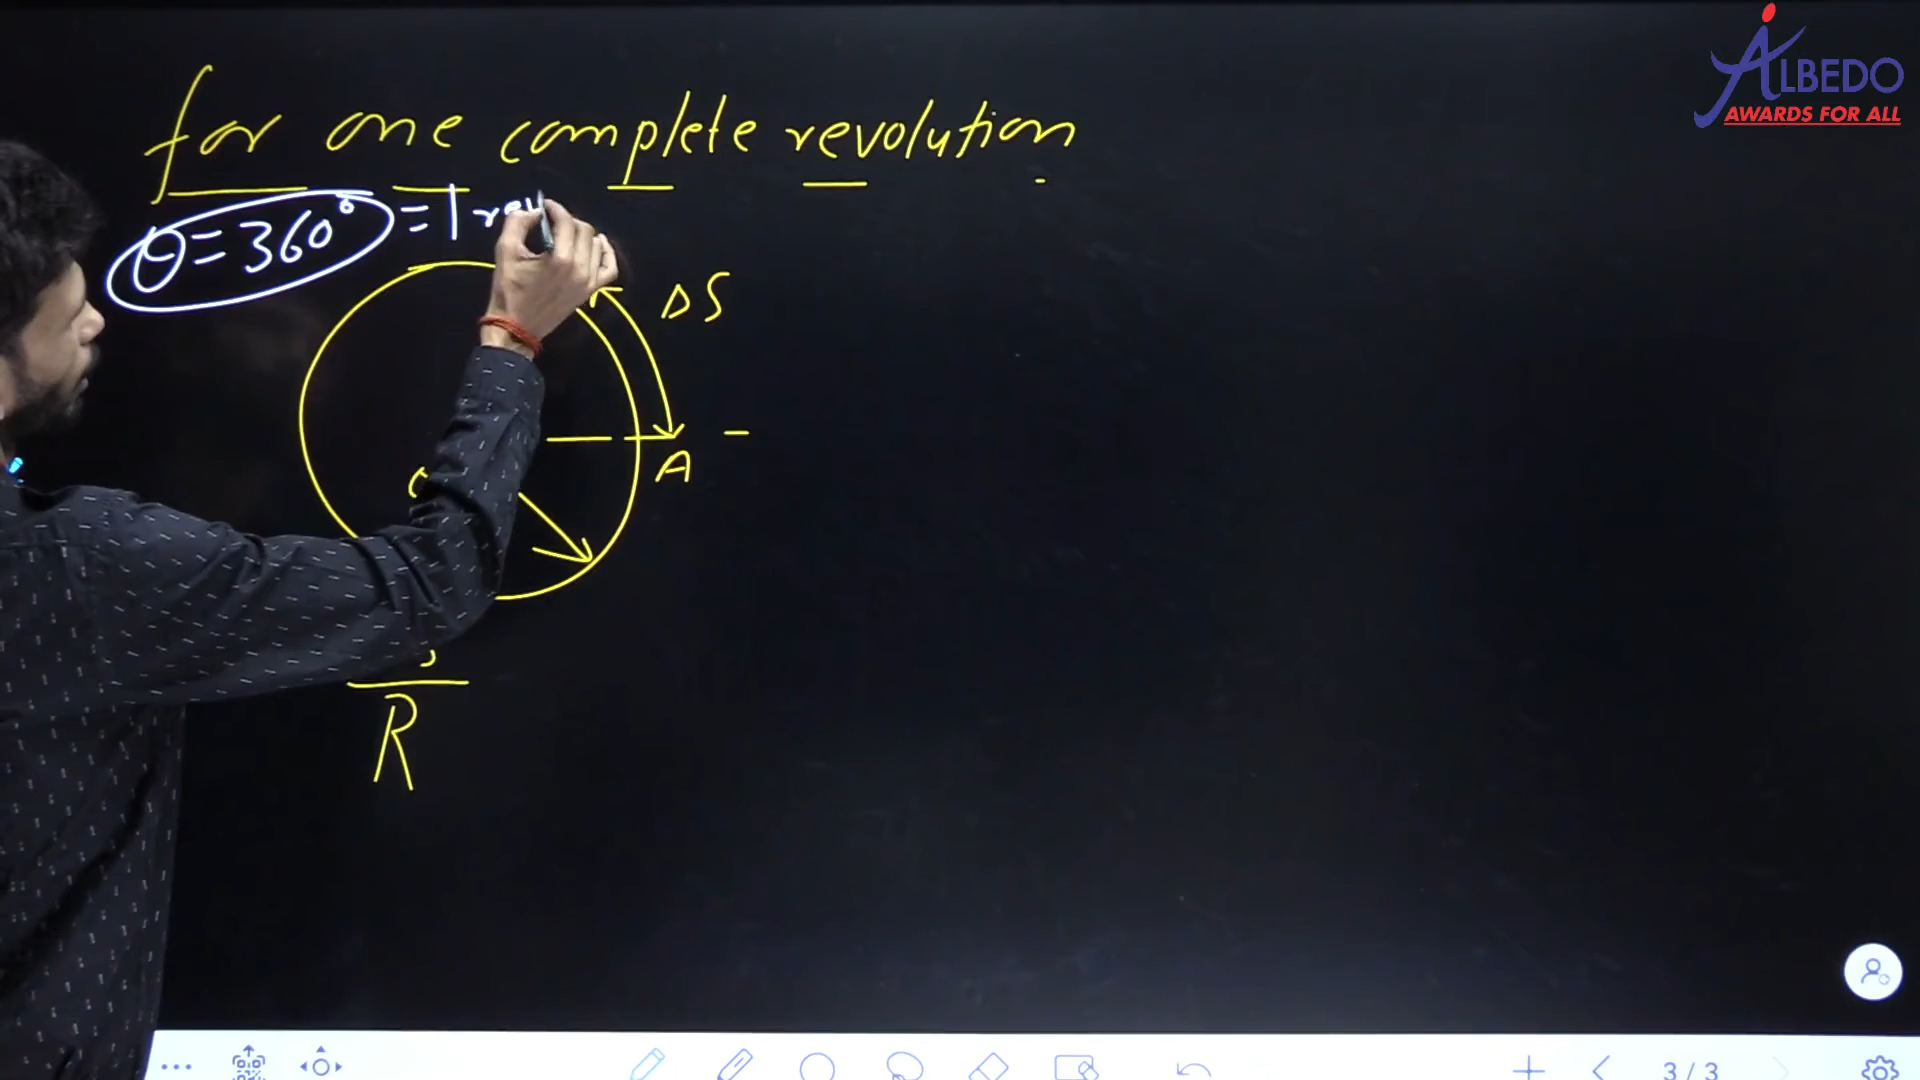 for one complete revolution
θ = 360° = 1 rev
ΔS
A
R
ALBEDO
AWARDS FOR ALL
3 / 3